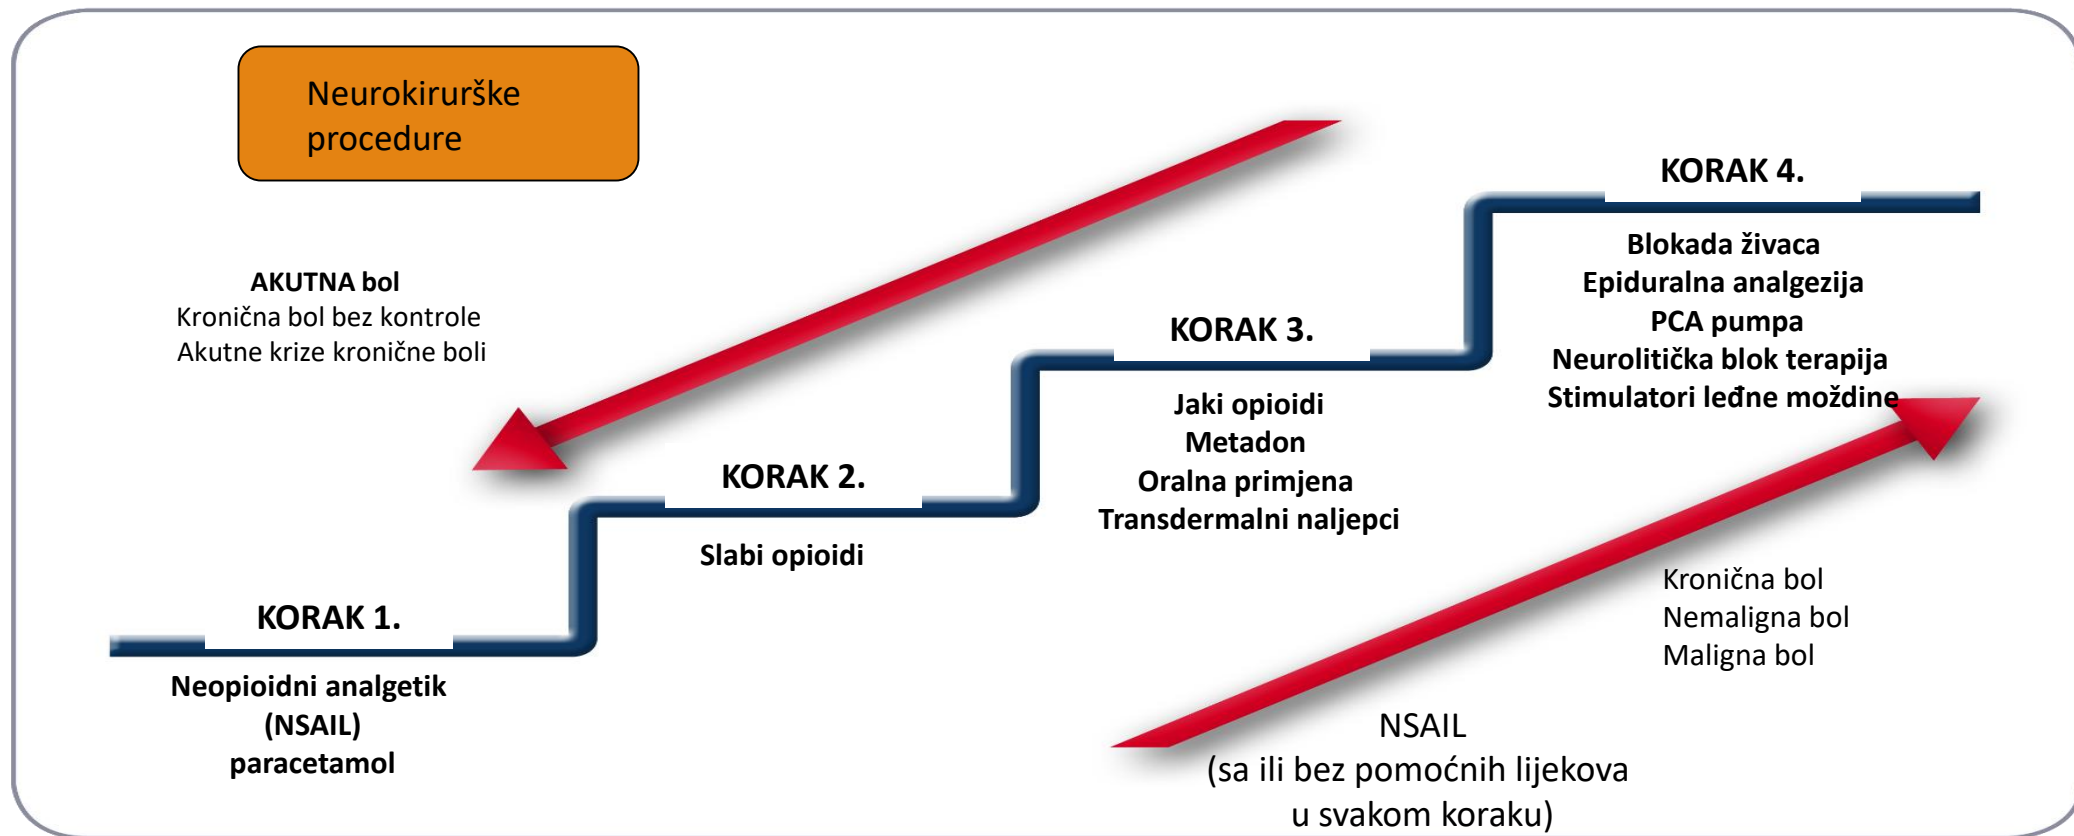 Neurokirurške
procedure
AKUTNA bol
Kronična bol bez kontrole
Akutne krize kronične boli
KORAK 1.
Neopioidni analgetik
(NSAIL)
paracetamol
KORAK 2.
Slabi opioidi
KORAK 3.
Jaki opioidi
Metadon
Oralna primjena
Transdermalni naljepci
KORAK 4.
Blokada živaca
Epiduralna analgezija
PCA pumpa
Neurolitička blok terapija
Stimulatori leđne moždine
Kronična bol
Nemaligna bol
Maligna bol
NSAIL
(sa ili bez pomoćnih lijekova
u svakom koraku)